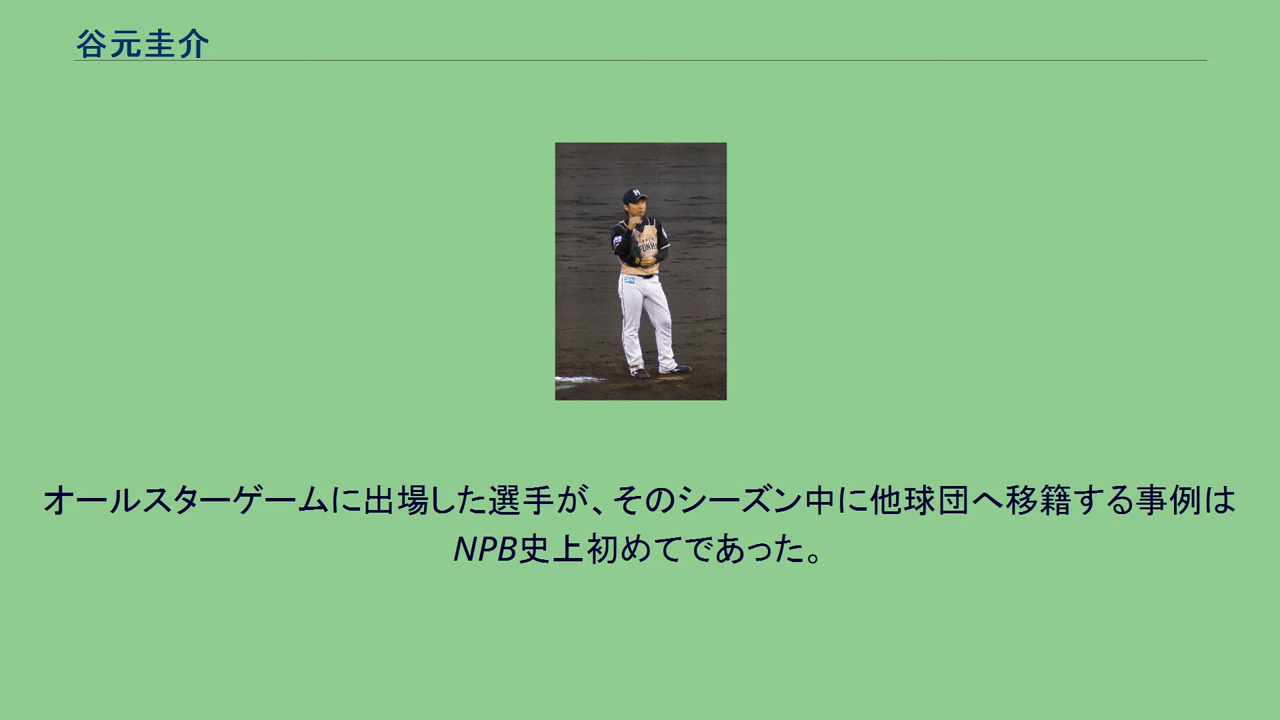 谷元圭介
オールスターゲームに出場した選手が、そのシーズン中に他球団へ移籍する事例は
NPB史上初めてであった。